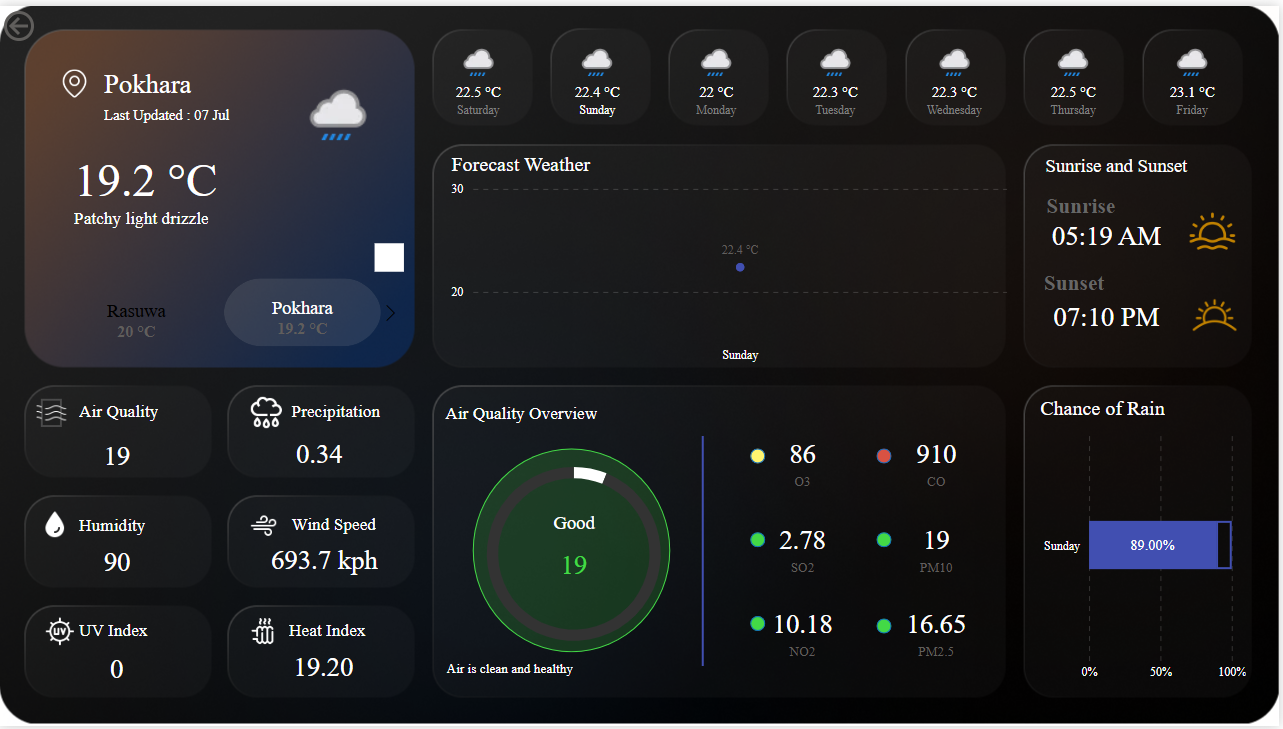 Pokhara
Last Updated : 07 Jul
19.2 °C
Patchy light drizzle
Rasuwa
20 °C
Pokhara
19.2 °C
22.5 °C
Saturday
22.4 °C
Sunday
22 °C
Monday
22.3 °C
Tuesday
22.3 °C
Wednesday
22.5 °C
Thursday
23.1 °C
Friday
Forecast Weather
30
22.4 °C
20
Sunday
Sunrise and Sunset
Sunrise
05:19 AM
Sunset
07:10 PM
Air Quality
19
Precipitation
0.34
Humidity
90
Wind Speed
693.7 kph
UV
UV Index
0
Heat Index
19.20
Air Quality Overview
Good
19
Air is clean and healthy
86
O3
910
CO
2.78
SO2
19
PM10
10.18
NO2
16.65
PM2.5
Chance of Rain
Sunday
89.00%
0%
50%
100%